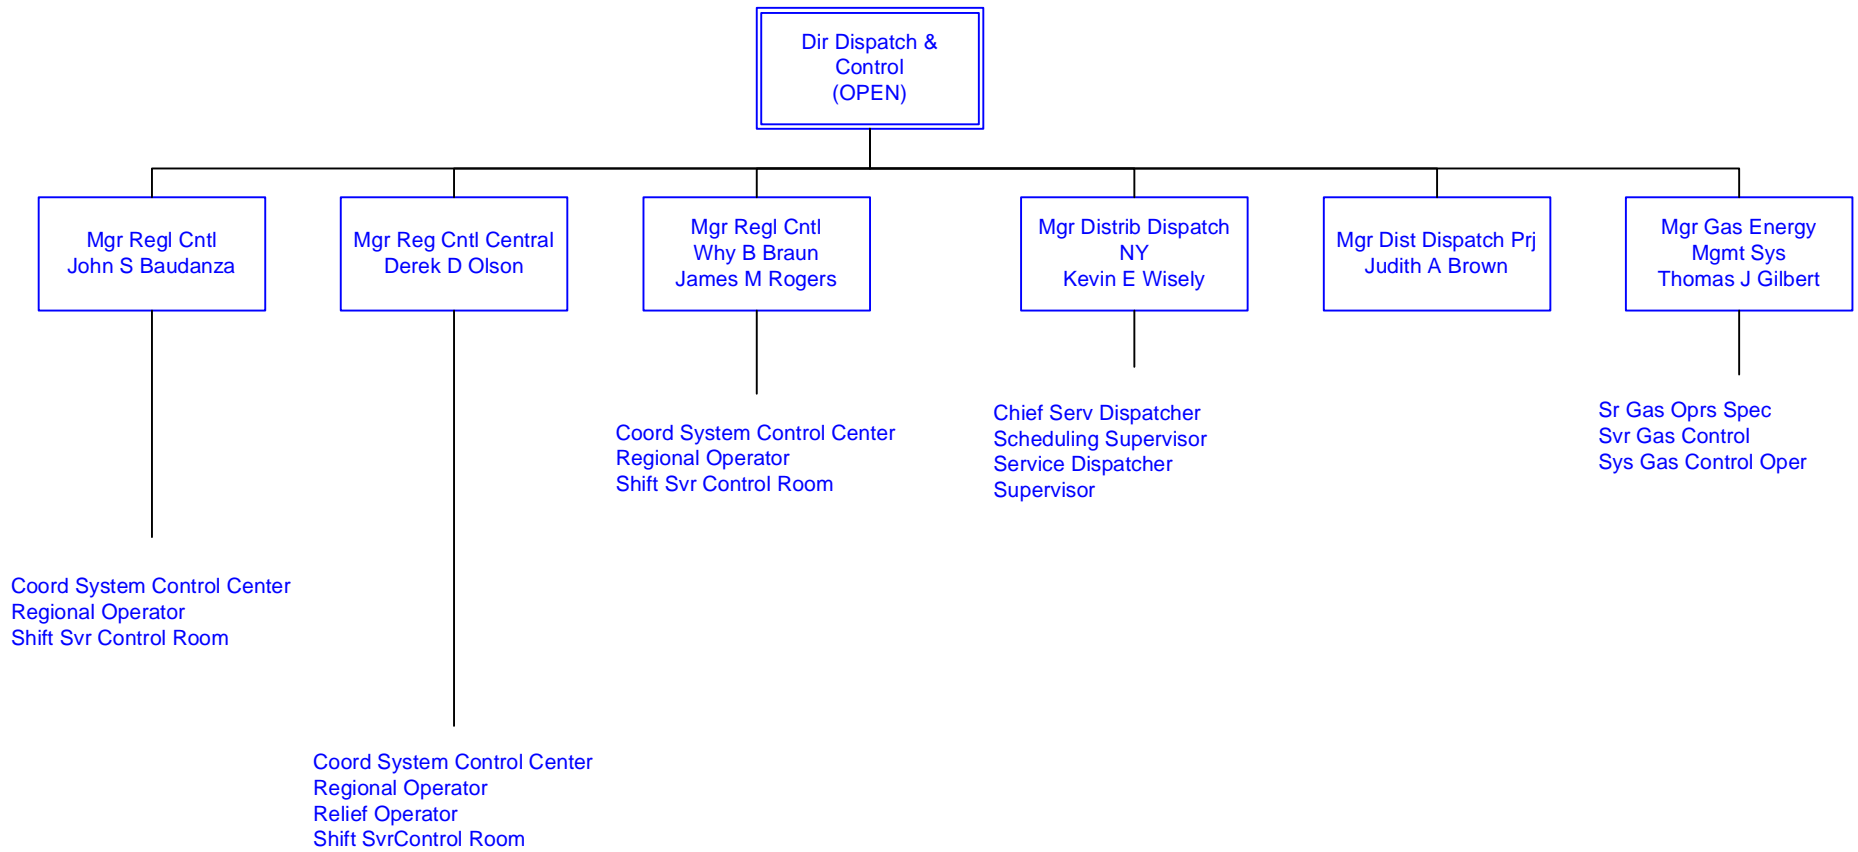 Dir Dispatch &
Control
(OPEN)
Mgr Regl Cntl
John S Baudanza
Mgr Reg Cntl Central
Derek D Olson
Mgr Regl Cntl
Why B Braun
James M Rogers
Mgr Distrib Dispatch
NY
Kevin E Wisely
Mgr Dist Dispatch Prj
Judith A Brown
Mgr Gas Energy
Mgmt Sys
Thomas J Gilbert
Coord System Control Center
Regional Operator
Shift Svr Control Room
Coord System Control Center
Regional Operator
Relief Operator
Shift SvrControl Room
Coord System Control Center
Regional Operator
Shift Svr Control Room
Chief Serv Dispatcher
Scheduling Supervisor
Service Dispatcher
Supervisor
Sr Gas Oprs Spec
Svr Gas Control
Sys Gas Control Oper